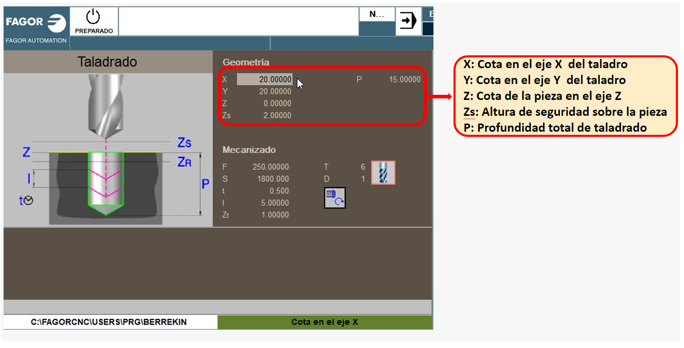 FAGOR
FAGOR AUTOMATION
PREPARADO
N...
Taladrado
Z
I
t
Zs
ZR
P
Geometría
X 20.00000 P 15.00000
Y 20.00000
Z 0.00000
Zs 2.00000
Mecanizado
F 250.00000 T 6
S 1800.000 D 1
t 0.500
I 5.00000
Zr 1.00000
X: Cota en el eje X del taladro
Y: Cota en el eje Y del taladro
Z: Cota de la pieza en el eje Z
Zs: Altura de seguridad sobre la pieza
P: Profundidad total de taladrado
C:\FAGORCNC\USERS\PRG\BERREKIN
Cota en el eje X